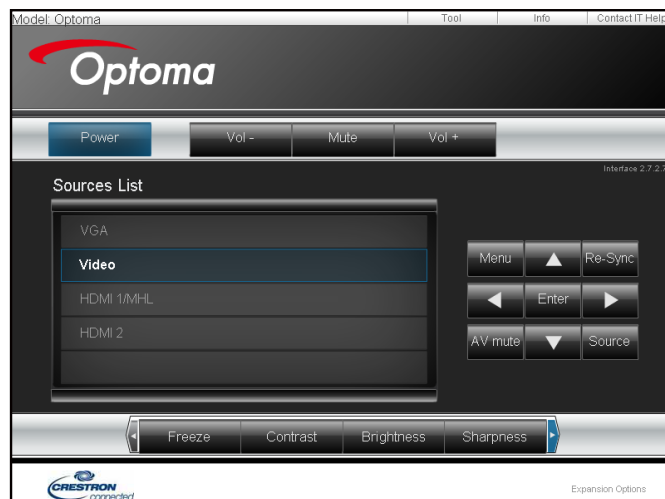 Model: Optoma Tool Info Contact IT Help
Optoma
Power Vol - Mute Vol +
Interface 2.7.2.7
Sources List
VGA
Video
HDMI 1/MHL
HDMI 2
Menu Re-Sync
Enter
AV mute Source
Freeze Contrast Brightness Sharpness
CRESTRON
connected
Expansion Options